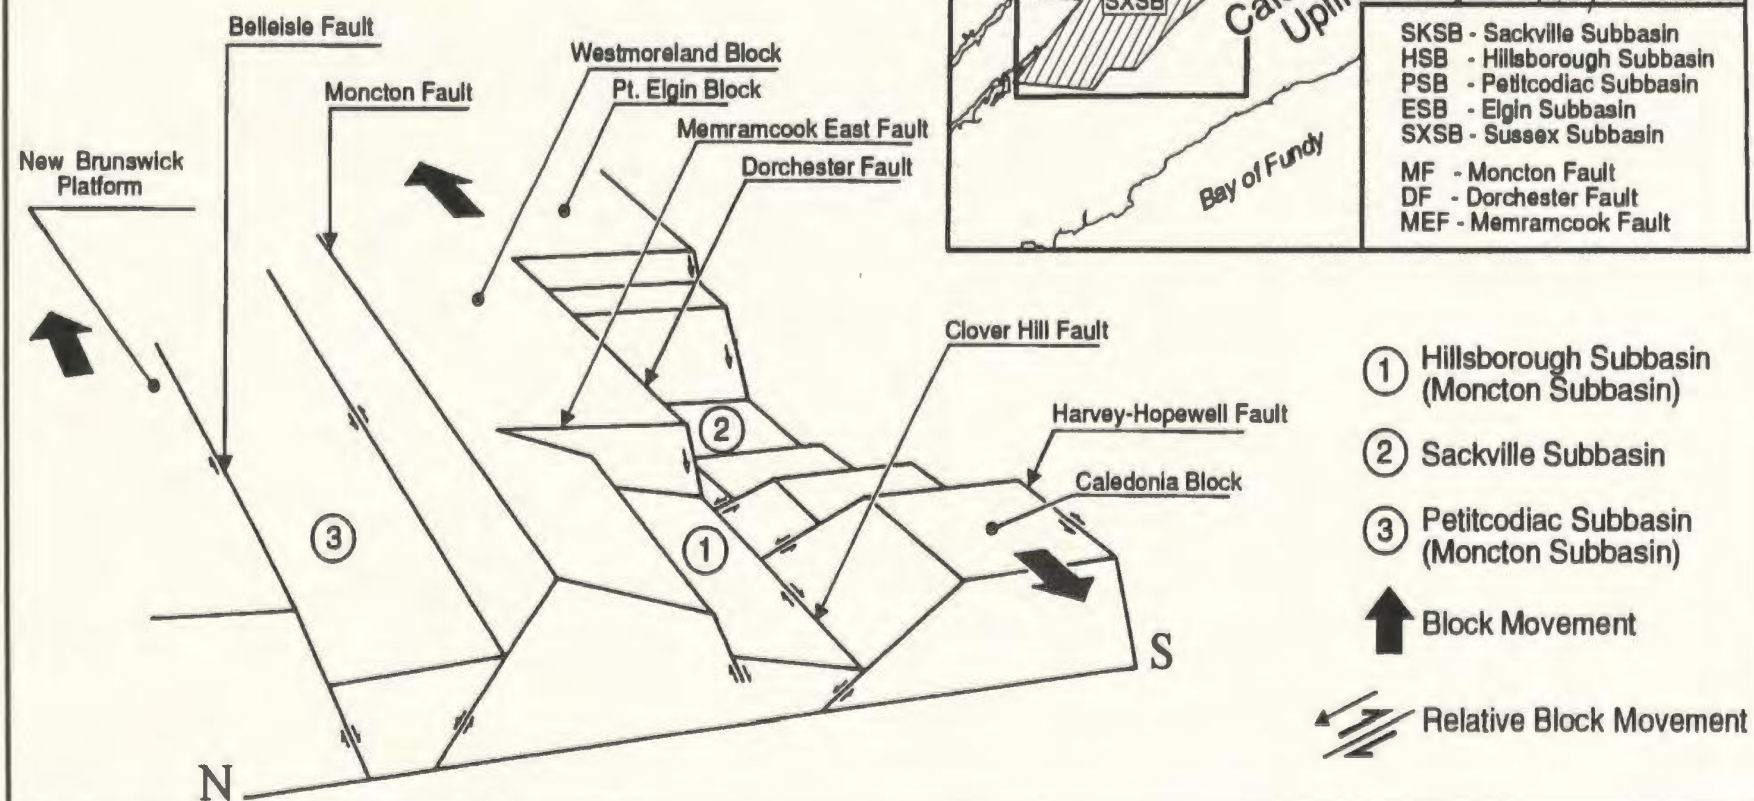 Belleisle Fault
Moncton Fault
New Brunswick
Platform
Westmoreland Block
Pt. Elgin Block
Memramcook East Fault
Dorchester Fault
Clover Hill Fault
Harvey-Hopewell Fault
Caledonia Block
3
2
1
N
S
SXSB
Bay of Fundy
SKSB - Sackville Subbasin
HSB - Hillsborough Subbasin
PSB - Petitcodiac Subbasin
ESB - Elgin Subbasin
SXSB - Sussex Subbasin
MF - Moncton Fault
DF - Dorchester Fault
MEF - Memramcook Fault
1 Hillsborough Subbasin
(Moncton Subbasin)
2 Sackville Subbasin
3 Petitcodiac Subbasin
(Moncton Subbasin)
Block Movement
Relative Block Movement